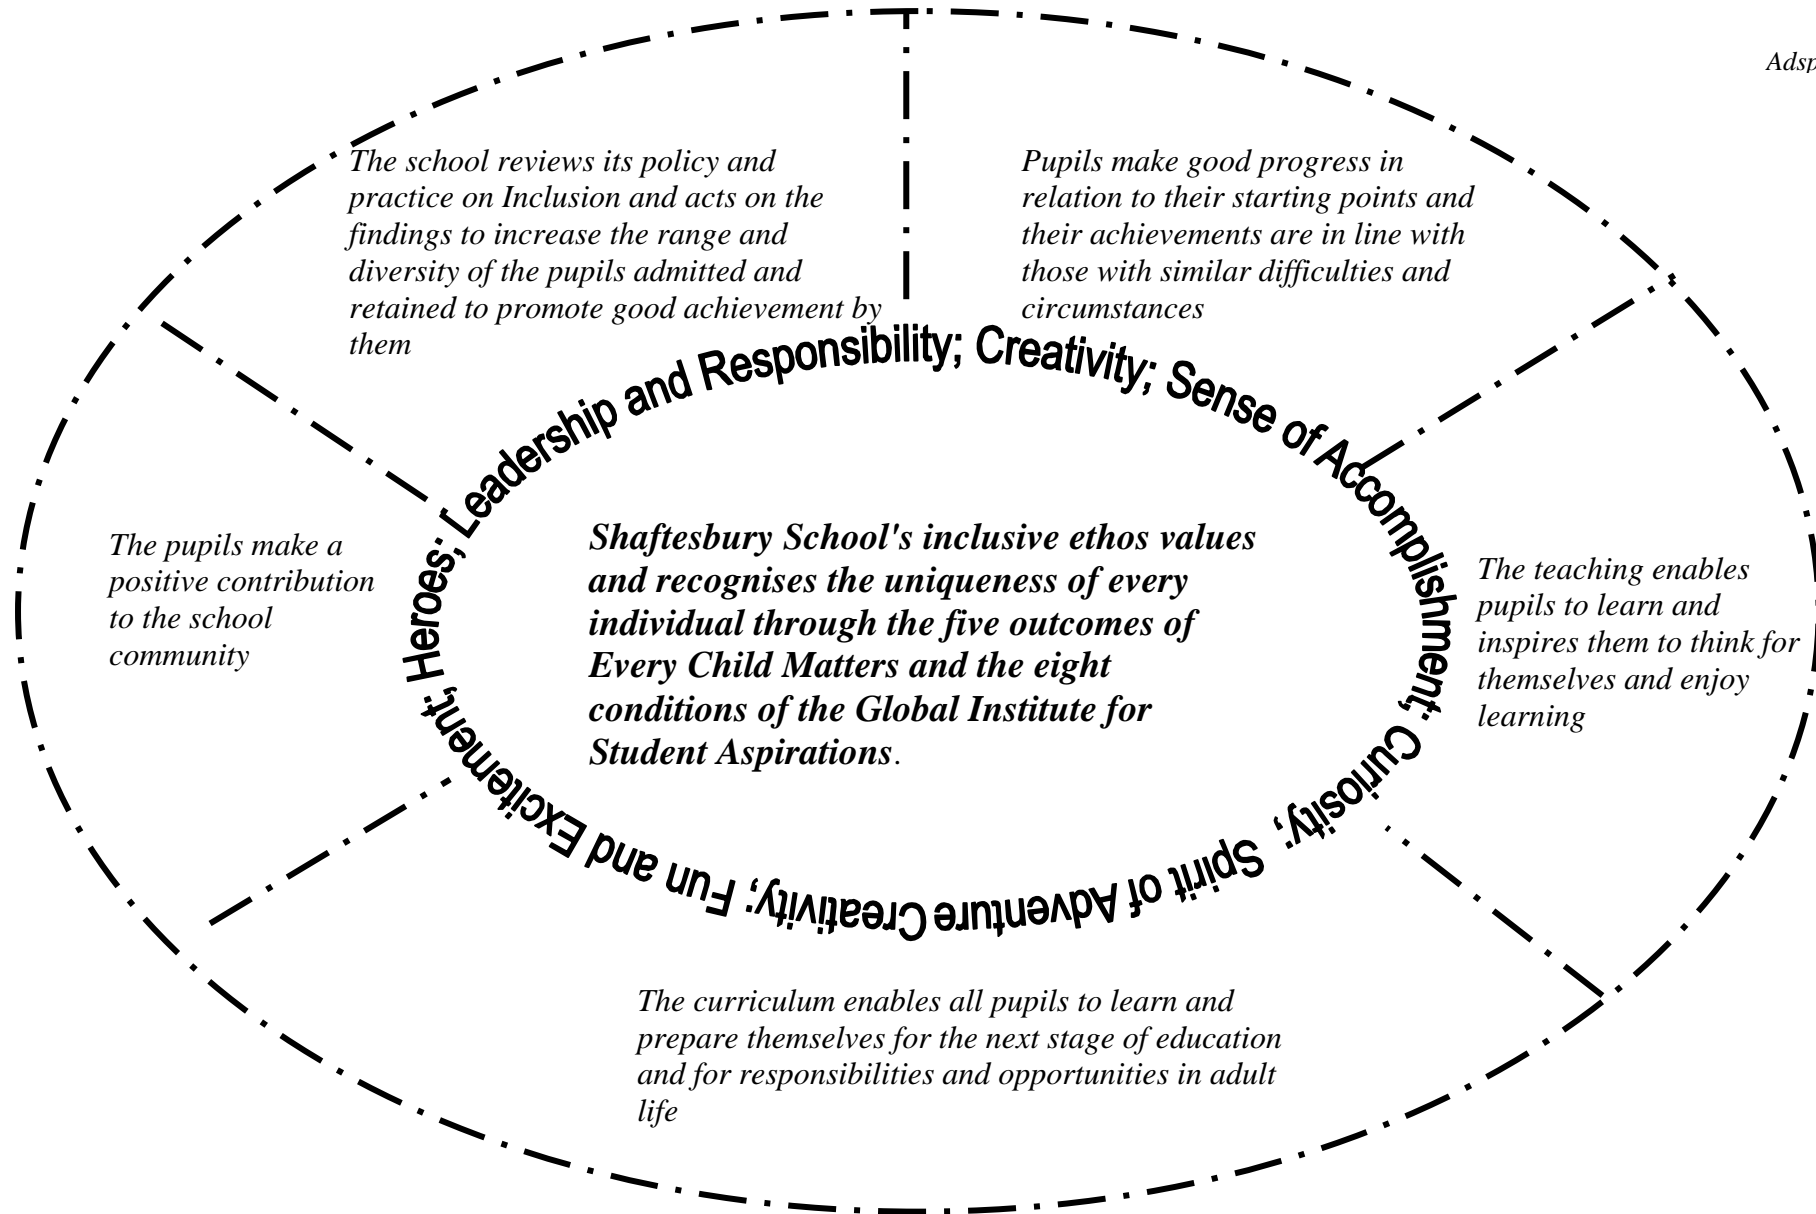 Adsp
The school reviews its policy and
practice on Inclusion and acts on the
findings to increase the range and
diversity of the pupils admitted and
retained to promote good achievement by
them
Pupils make good progress in
relation to their starting points and
their achievements are in line with
those with similar difficulties and
circumstances
Creativity; Fun and Excitement; Heroes; Leadership and Responsibility; Creativity; Sense of Accomplishment; Curiosity; Spirit of Adventure
The pupils make a
positive contribution
to the school
community
Shaftesbury School's inclusive ethos values
and recognises the uniqueness of every
individual through the five outcomes of
Every Child Matters and the eight
conditions of the Global Institute for
Student Aspirations.
The teaching enables
pupils to learn and
inspires them to think for
themselves and enjoy
learning
The curriculum enables all pupils to learn and
prepare themselves for the next stage of education
and for responsibilities and opportunities in adult
life